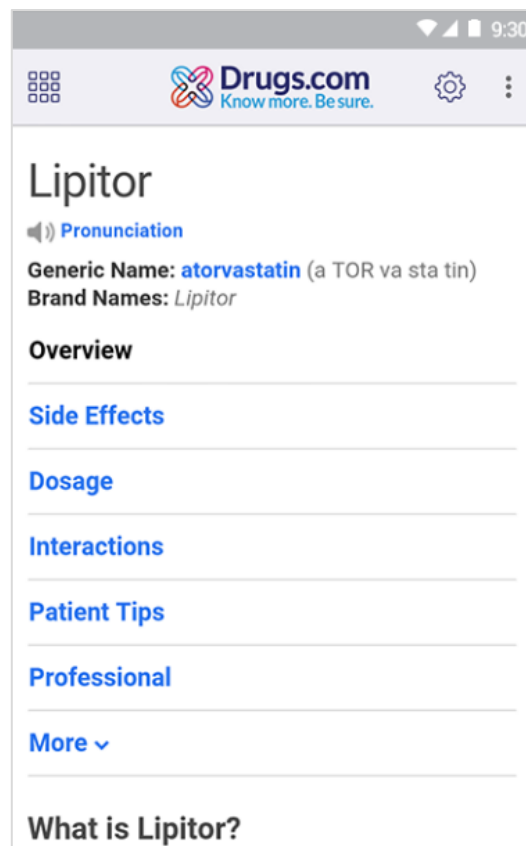 9:30
Drugs.com
Know more. Be sure.
Lipitor
Pronunciation
Generic Name: atorvastatin (a TOR va sta tin)
Brand Names: Lipitor
Overview
Side Effects
Dosage
Interactions
Patient Tips
Professional
More
What is Lipitor?